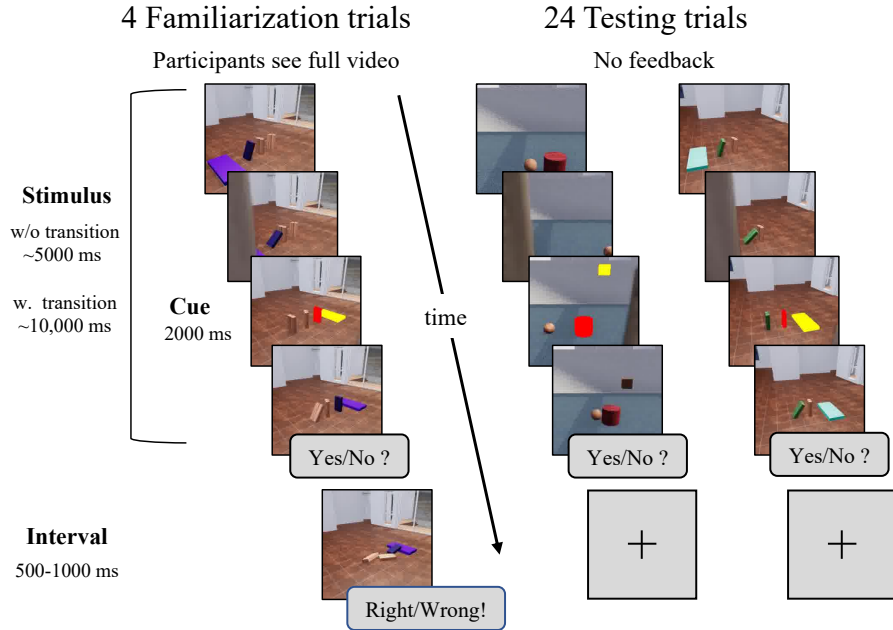 4 Familiarization trials
24 Testing trials
Participants see full video
No feedback
Stimulus
w/o transition
~5000 ms
w. transition
~10,000 ms
Cue
2000 ms
time
Yes/No ?
Yes/No ?
Yes/No ?
Interval
500-1000 ms
Right/Wrong!